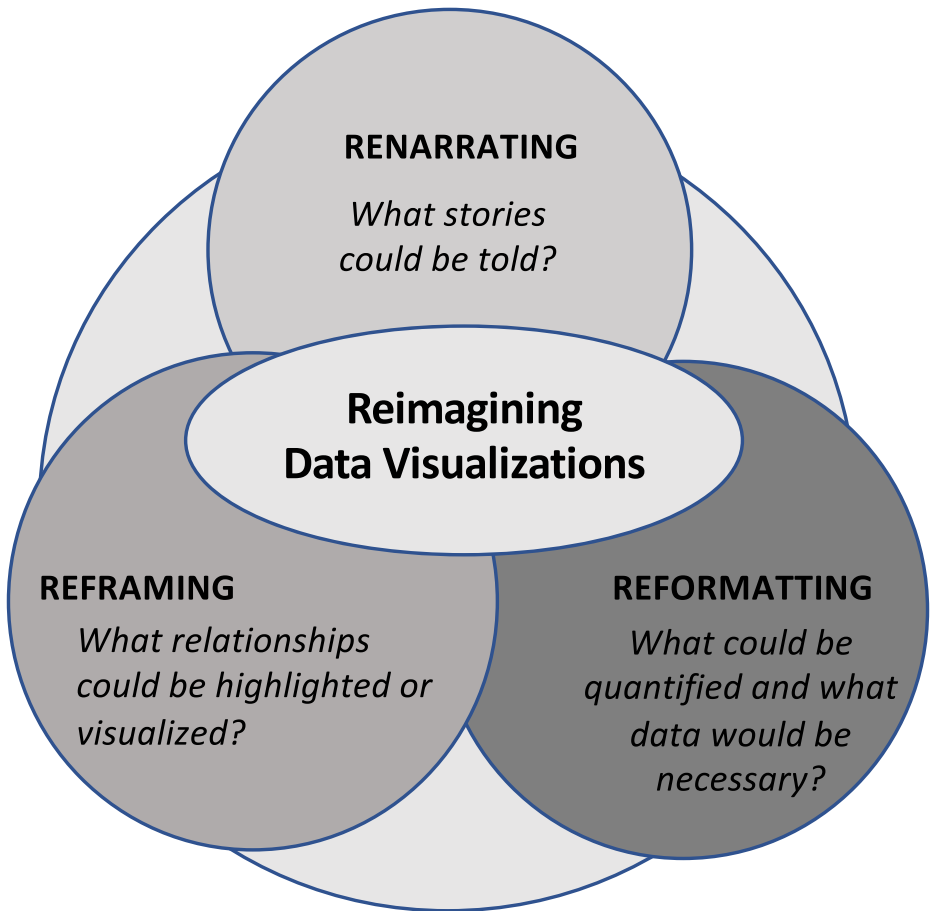 RENARRATING
What stories
could be told?
Reimagining
Data Visualizations
REFRAMING
What relationships
could be highlighted or
visualized?
REFORMATTING
What could be
quantified and what
data would be
necessary?